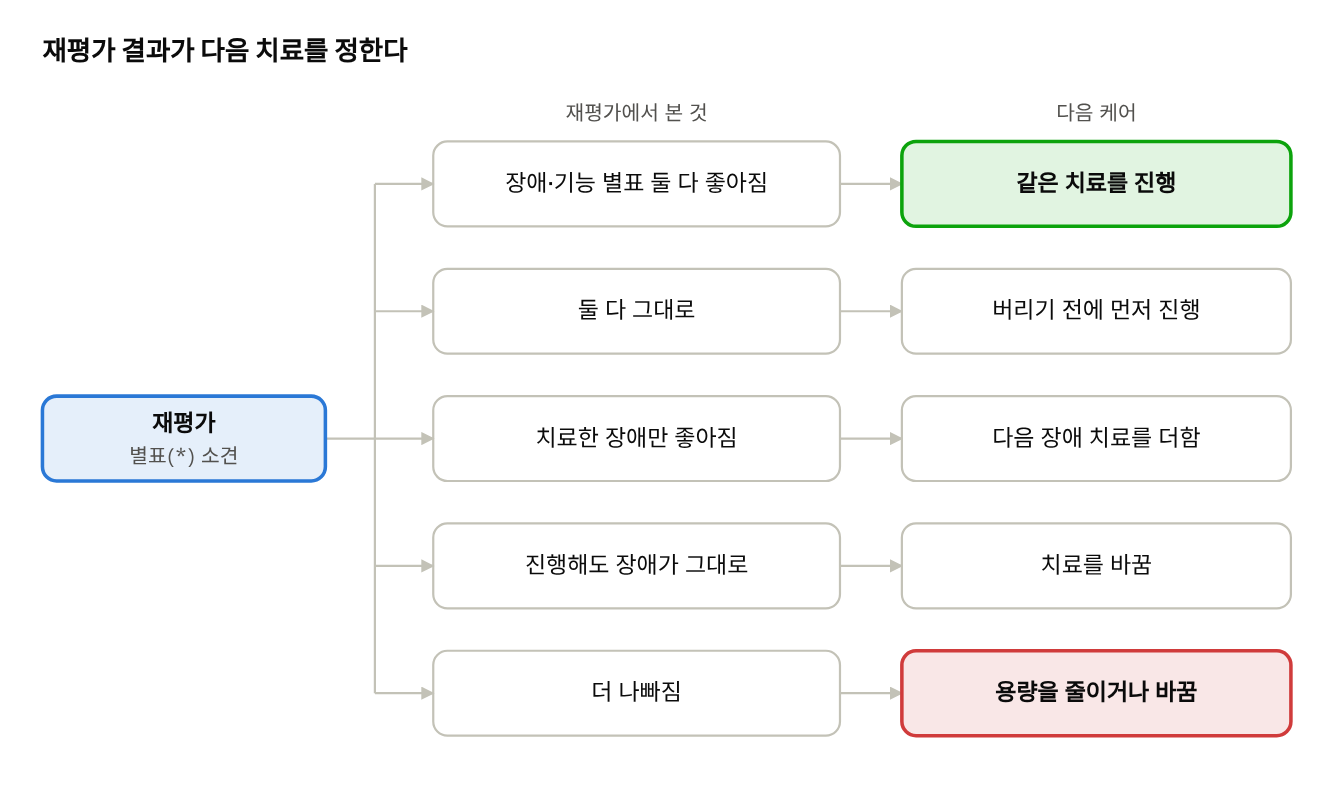 재평가 결과가 다음 치료를 정한다
재평가에서 본 것
다음 케어
장애·기능 별표 둘 다 좋아짐
같은 치료를 진행
둘 다 그대로
버리기 전에 먼저 진행
재평가
별표(*) 소견
치료한 장애만 좋아짐
다음 장애 치료를 더함
진행해도 장애가 그대로
치료를 바꿈
더 나빠짐
용량을 줄이거나 바꿈